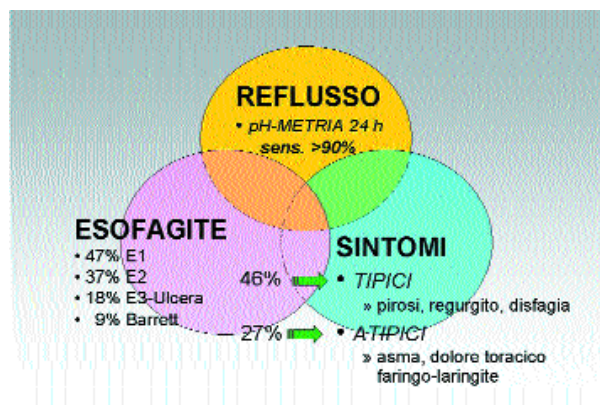 REFLUSSO
• pH-METRIA 24 h
sens. >90%
ESOFAGITE
• 47% E1
• 37% E2
• 18% E3-Ulcera
• 9% Barrett
SINTOMI
46% • TIPICI
» pirosi, regurgito, disfagia
27% • ATIPICI
» asma, dolore toracico
faringo-laringite